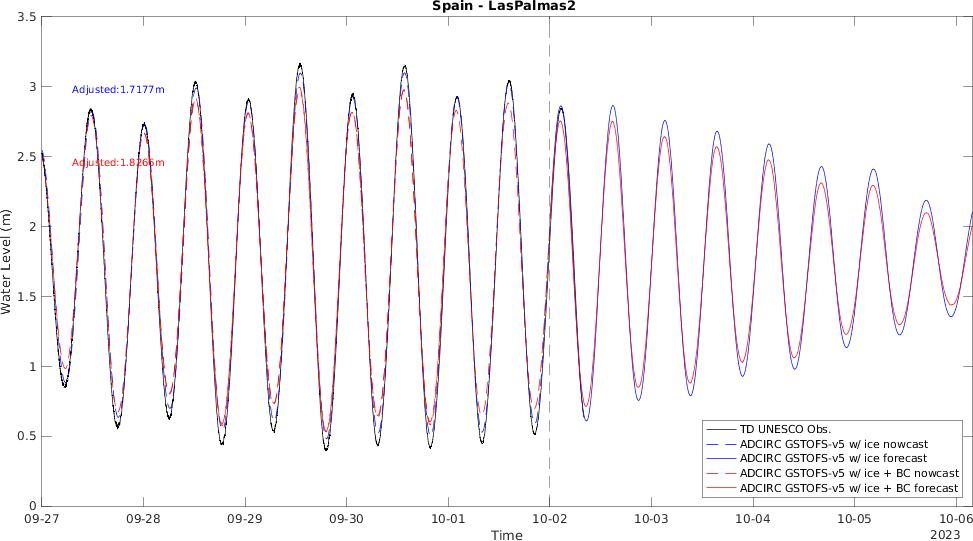 Spain - LasPalmas2
3.5
3
2.5
2
1.5
1
0.5
0
Water Level (m)
Adjusted:1.7177m
Adjusted:1.8266m
TD UNESCO Obs.
ADCIRC GSTOFS-v5 w/ ice nowcast
ADCIRC GSTOFS-v5 w/ ice forecast
ADCIRC GSTOFS-v5 w/ ice + BC nowcast
ADCIRC GSTOFS-v5 w/ ice + BC forecast
09-27 09-28 09-29 09-30 10-01 10-02 10-03 10-04 10-05 10-06
2023
Time